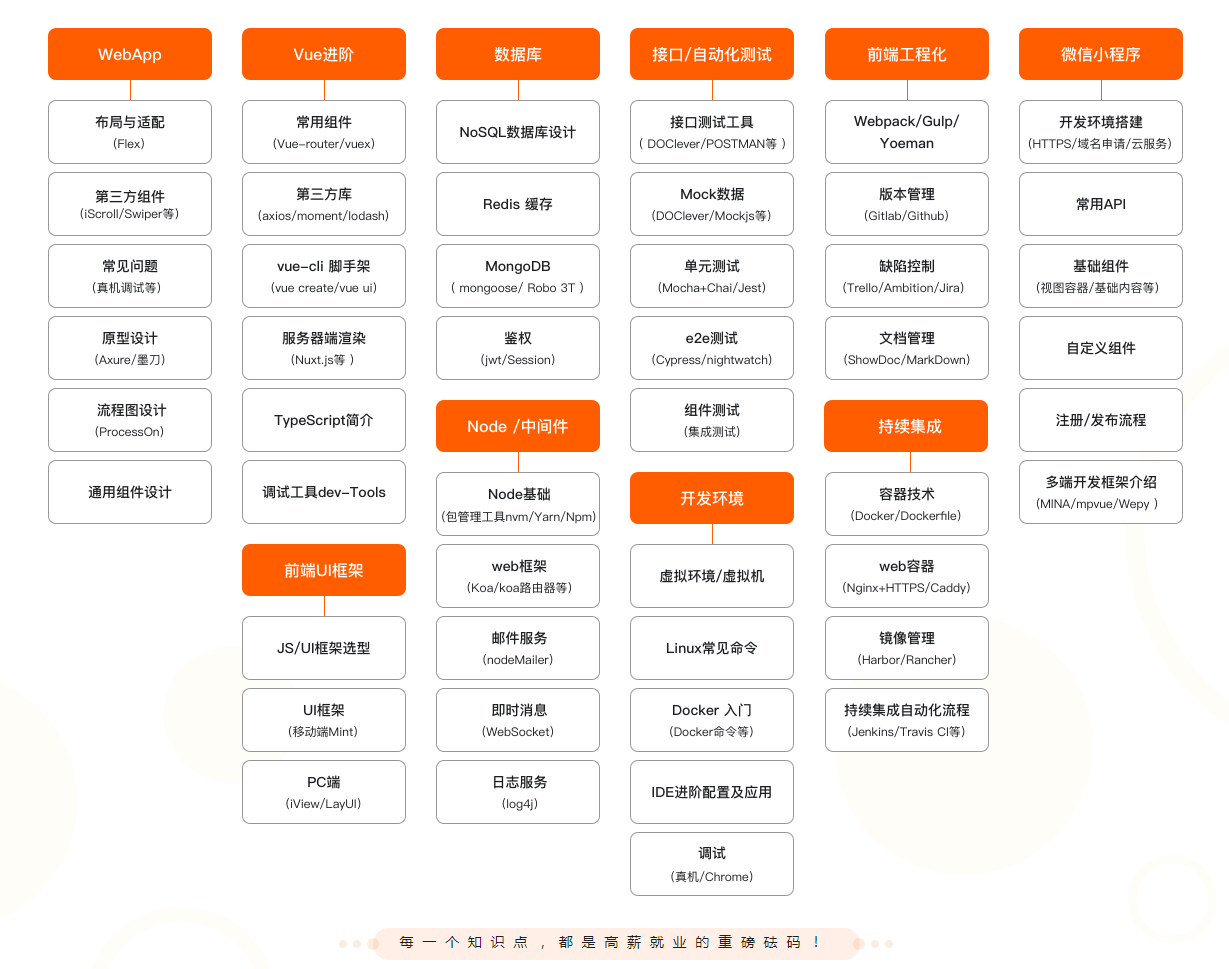 WebApp
布局与适配
(Flex)
第三方组件
(iScroll/Swiper等)
常见问题
(真机调试等)
原型设计
(Axure/墨刀)
流程图设计
(ProcessOn)
通用组件设计
Vue进阶
常用组件
(Vue-router/vuex)
第三方库
(axios/moment/lodash)
vue-cli 脚手架
(vue create/vue ui)
服务器端渲染
(Nuxt.js等 )
TypeScript简介
调试工具dev-Tools
前端UI框架
JS/UI框架选型
UI框架
(移动端Mint)
PC端
(iView/LayUI)
数据库
NoSQL数据库设计
Redis 缓存
MongoDB
( mongoose/ Robo 3T )
鉴权
(jwt/Session)
Node /中间件
Node基础
(包管理工具nvm/Yarn/Npm)
web框架
(Koa/koa路由器等)
邮件服务
(nodeMailer)
即时消息
(WebSocket)
日志服务
(log4j)
接口/自动化测试
接口测试工具
( DOClever/POSTMAN等 )
Mock数据
(DOClever/Mockjs等)
单元测试
(Mocha+Chai/Jest)
e2e测试
(Cypress/nightwatch)
组件测试
(集成测试)
开发环境
虚拟环境/虚拟机
Linux常见命令
Docker 入门
(Docker命令等)
IDE进阶配置及应用
调试
(真机/Chrome)
前端工程化
Webpack/Gulp/
Yoeman
版本管理
(Gitlab/Github)
缺陷控制
(Trello/Ambition/Jira)
文档管理
(ShowDoc/MarkDown)
持续集成
容器技术
(Docker/Dockerfile)
web容器
(Nginx+HTTPS/Caddy)
镜像管理
(Harbor/Rancher)
持续集成自动化流程
(Jenkins/Travis CI等)
微信小程序
开发环境搭建
(HTTPS/域名申请/云服务)
常用API
基础组件
(视图容器/基础内容等)
自定义组件
注册/发布流程
多端开发框架介绍
(MINA/mpvue/Wepy )
每一个知识点，都是高薪就业的重磅砝码！